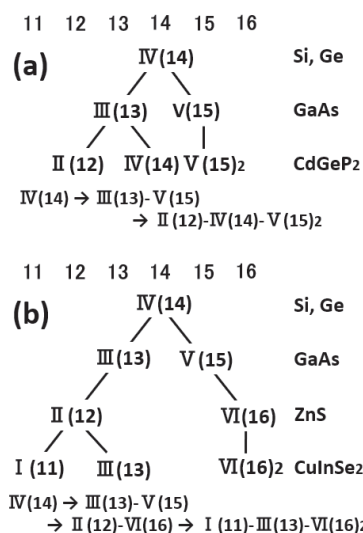 11 12 13 14 15 16
(a)
Ⅳ(14) Si, Ge
Ⅲ(13) Ⅴ(15) GaAs
Ⅱ(12) Ⅳ(14) Ⅴ(15)₂ CdGeP₂
Ⅳ(14) → Ⅲ(13)-Ⅴ(15)
→ Ⅱ(12)-Ⅳ(14)-Ⅴ(15)₂
11 12 13 14 15 16
(b)
Ⅳ(14) Si, Ge
Ⅲ(13) Ⅴ(15) GaAs
Ⅱ(12) Ⅵ(16) ZnS
Ⅰ(11) Ⅲ(13) Ⅵ(16)₂ CuInSe₂
Ⅳ(14) → Ⅲ(13)-Ⅴ(15)
→ Ⅱ(12)-Ⅵ(16) → Ⅰ(11)-Ⅲ(13)-Ⅵ(16)₂